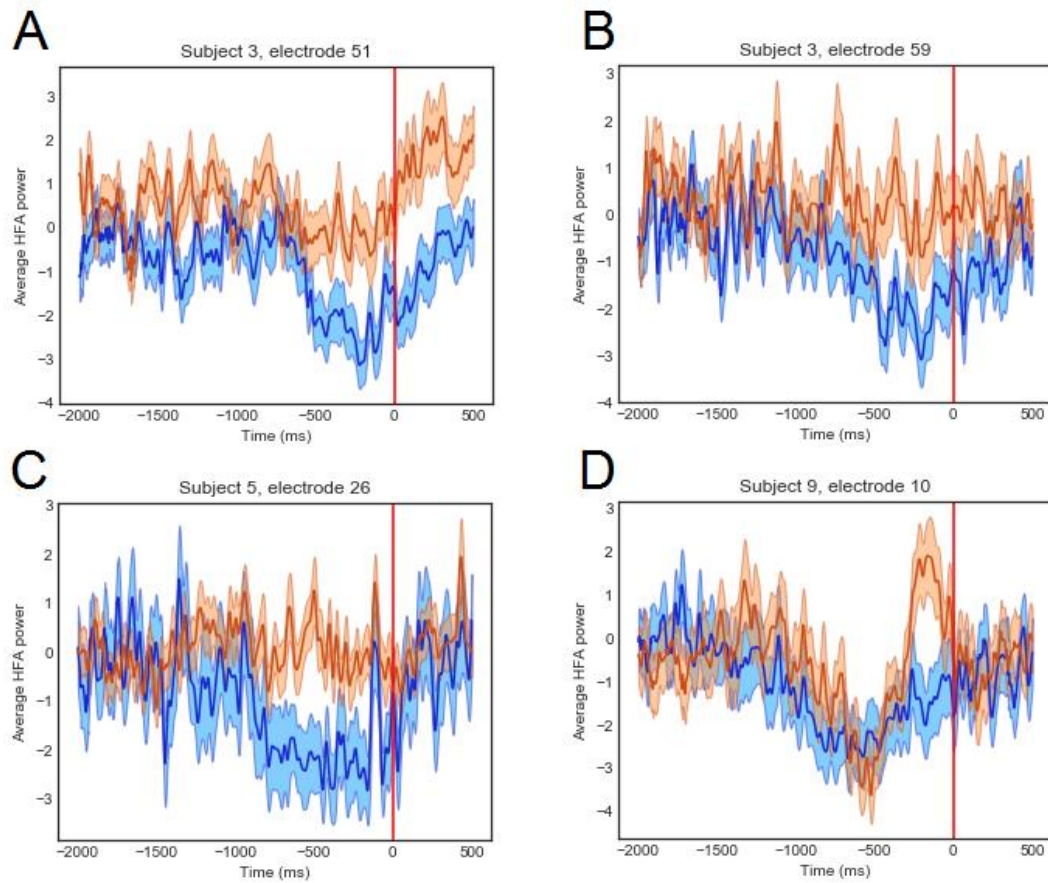 A
Subject 3, electrode 51
3
2
1
0
−1
−2
−3
−4
Average HFA power
−2000 −1500 −1000 −500 0 500
Time (ms)
B
Subject 3, electrode 59
3
2
1
0
−1
−2
−3
−4
Average HFA power
−2000 −1500 −1000 −500 0 500
Time (ms)
C
Subject 5, electrode 26
3
2
1
0
−1
−2
−3
Average HFA power
−2000 −1500 −1000 −500 0 500
Time (ms)
D
Subject 9, electrode 10
3
2
1
0
−1
−2
−3
−4
Average HFA power
−2000 −1500 −1000 −500 0 500
Time (ms)